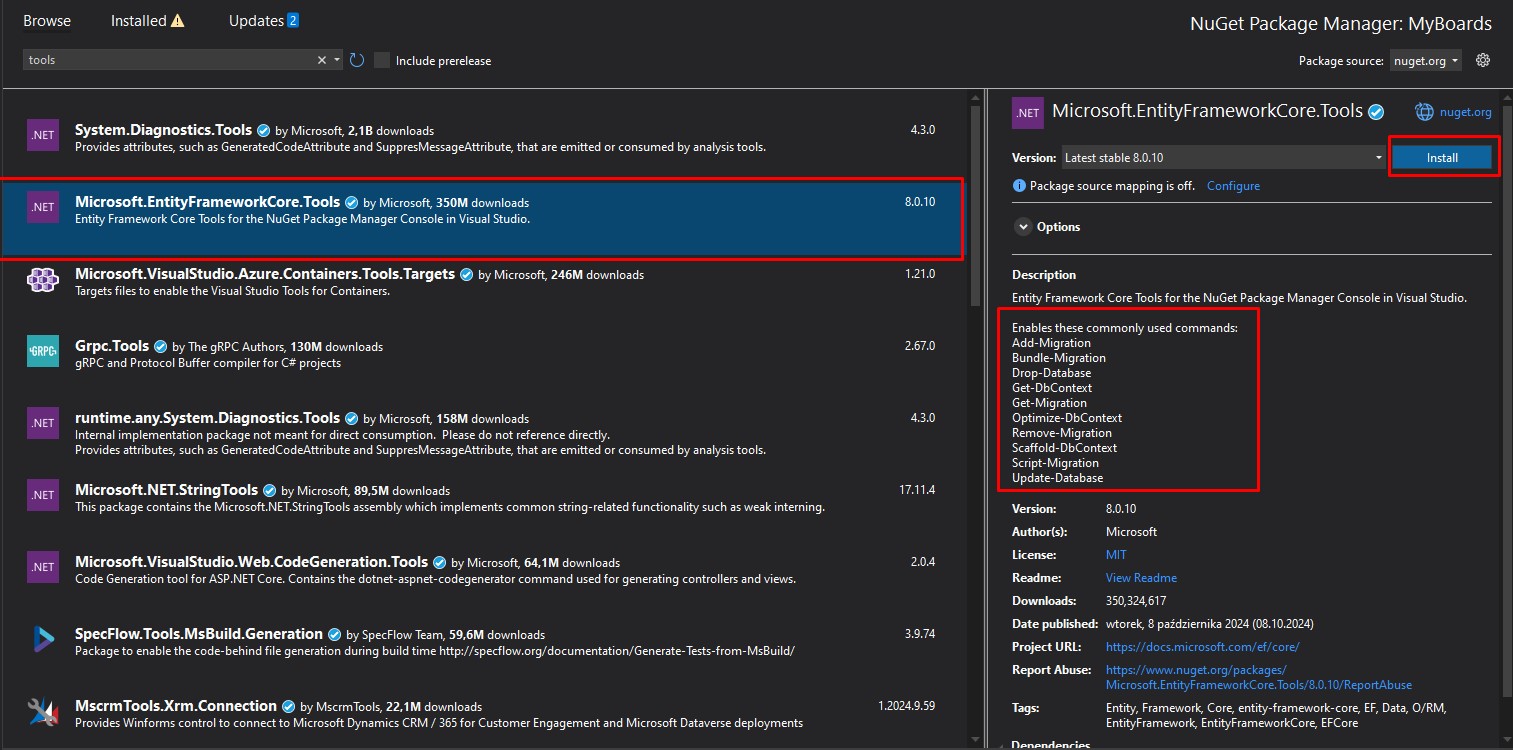 Browse
Installed
Updates 2
NuGet Package Manager: MyBoards
tools
Include prerelease
Package source: nuget.org
.NET
System.Diagnostics.Tools by Microsoft, 2,1B downloads
4.3.0
Provides attributes, such as GeneratedCodeAttribute and SuppresMessageAttribute, that are emitted or consumed by analysis tools.
.NET
Microsoft.EntityFrameworkCore.Tools by Microsoft, 350M downloads
8.0.10
Entity Framework Core Tools for the NuGet Package Manager Console in Visual Studio.
Microsoft.VisualStudio.Azure.Containers.Tools.Targets by Microsoft, 246M downloads
1.21.0
Targets files to enable the Visual Studio Tools for Containers.
GRPC
Grpc.Tools by The gRPC Authors, 130M downloads
2.67.0
gRPC and Protocol Buffer compiler for C# projects
.NET
runtime.any.System.Diagnostics.Tools by Microsoft, 158M downloads
4.3.0
Internal implementation package not meant for direct consumption. Please do not reference directly.
Provides attributes, such as GeneratedCodeAttribute and SuppresMessageAttribute, that are emitted or consumed by analysis tools.
.NET
Microsoft.NET.StringTools by Microsoft, 89,5M downloads
17.11.4
This package contains the Microsoft.NET.StringTools assembly which implements common string-related functionality such as weak interning.
.NET
Microsoft.VisualStudio.Web.CodeGeneration.Tools by Microsoft, 64,1M downloads
2.0.4
Code Generation tool for ASP.NET Core. Contains the dotnet-aspnet-codegenerator command used for generating controllers and views.
SpecFlow.Tools.MsBuild.Generation by SpecFlow Team, 59,6M downloads
3.9.74
Package to enable the code-behind file generation during build time http://specflow.org/documentation/Generate-Tests-from-MsBuild/
MscrmTools.Xrm.Connection by MscrmTools, 22,1M downloads
1.2024.9.59
Provides Winforms control to connect to Microsoft Dynamics CRM / 365 for Customer Engagement and Microsoft Dataverse deployments
.NET
Microsoft.EntityFrameworkCore.Tools
nuget.org
Version: Latest stable 8.0.10
Install
Package source mapping is off. Configure
Options
Description
Entity Framework Core Tools for the NuGet Package Manager Console in Visual Studio.
Enables these commonly used commands:
Add-Migration
Bundle-Migration
Drop-Database
Get-DbContext
Get-Migration
Optimize-DbContext
Remove-Migration
Scaffold-DbContext
Script-Migration
Update-Database
Version: 8.0.10
Author(s): Microsoft
License: MIT
Readme: View Readme
Downloads: 350,324,617
Date published: wtorek, 8 października 2024 (08.10.2024)
Project URL: https://docs.microsoft.com/ef/core/
Report Abuse: https://www.nuget.org/packages/
Microsoft.EntityFrameworkCore.Tools/8.0.10/ReportAbuse
Tags: Entity, Framework, Core, entity-framework-core, EF, Data, O/RM,
EntityFramework, EntityFrameworkCore, EFCore
Dependencies